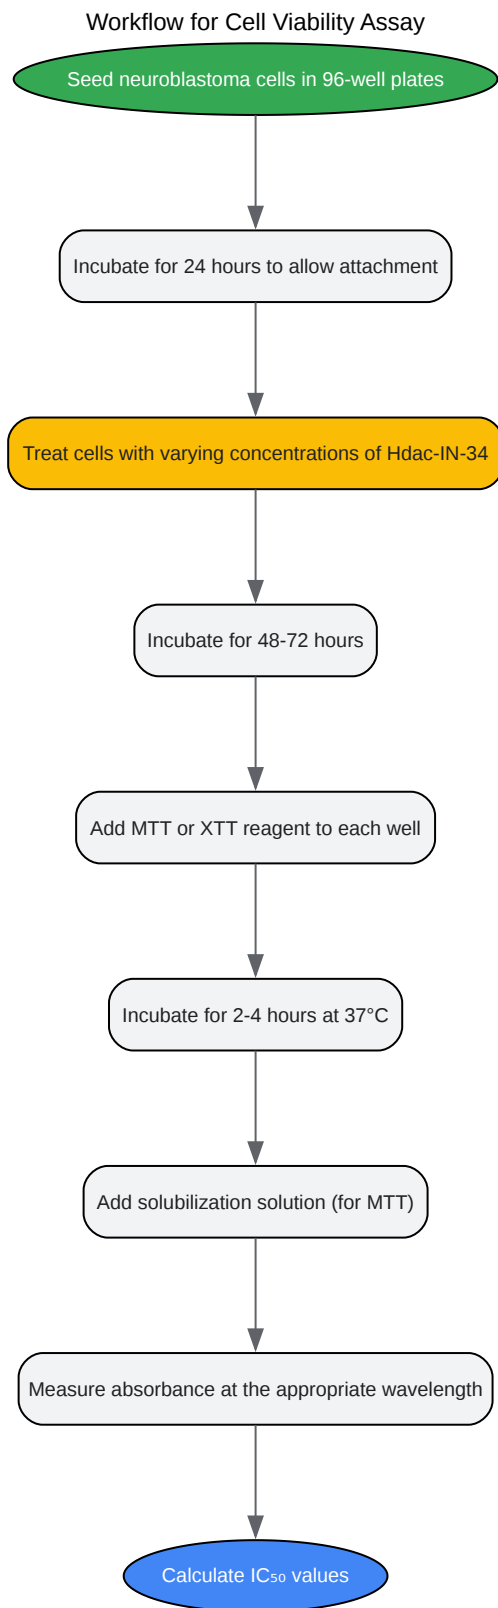 Workflow for Cell Viability Assay
Seed neuroblastoma cells in 96-well plates
Incubate for 24 hours to allow attachment
Treat cells with varying concentrations of Hdac-IN-34
Incubate for 48-72 hours
Add MTT or XTT reagent to each well
Incubate for 2-4 hours at 37°C
Add solubilization solution (for MTT)
Measure absorbance at the appropriate wavelength
Calculate IC₅₀ values